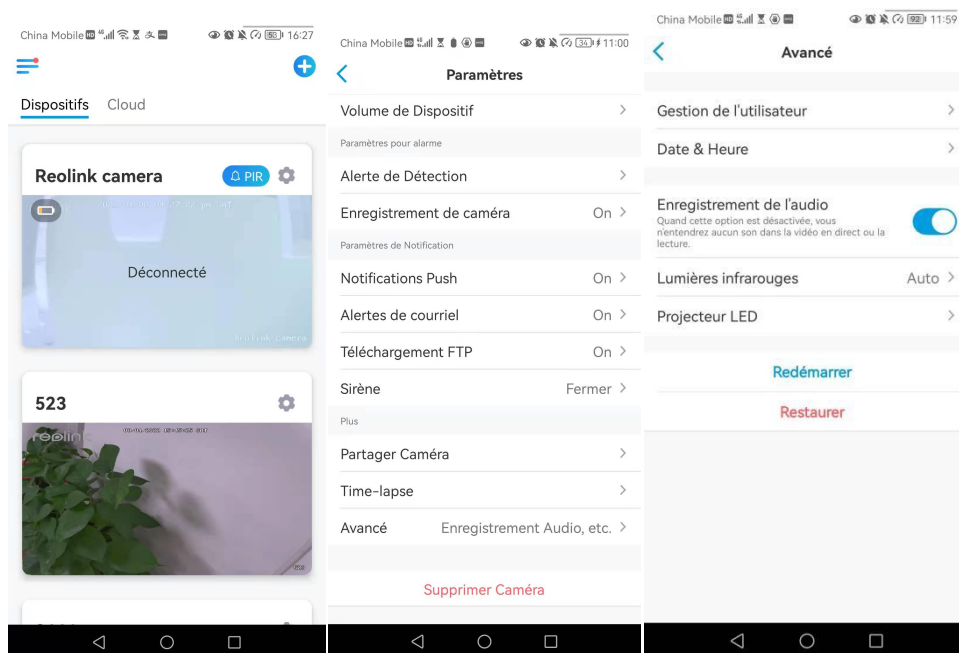 China Mobile HD 16:27
Dispositifs Cloud
Reolink camera PIR
Déconnecté
Reolink Camera
523
reolink
China Mobile HD 34 11:00
Paramètres
Volume de Dispositif
Paramètres pour alarme
Alerte de Détection
Enregistrement de caméra On
Paramètres de Notification
Notifications Push On
Alertes de courriel On
Téléchargement FTP On
Sirène Fermer
Plus
Partager Caméra
Time-lapse
Avancé Enregistrement Audio, etc.
Supprimer Caméra
China Mobile HD 92 11:59
Avancé
Gestion de l'utilisateur
Date & Heure
Enregistrement de l'audio
Quand cette option est désactivée, vous
n'entendrez aucun son dans la vidéo en direct ou la
lecture.
Lumières infrarouges Auto
Projecteur LED
Redémarrer
Restaurer